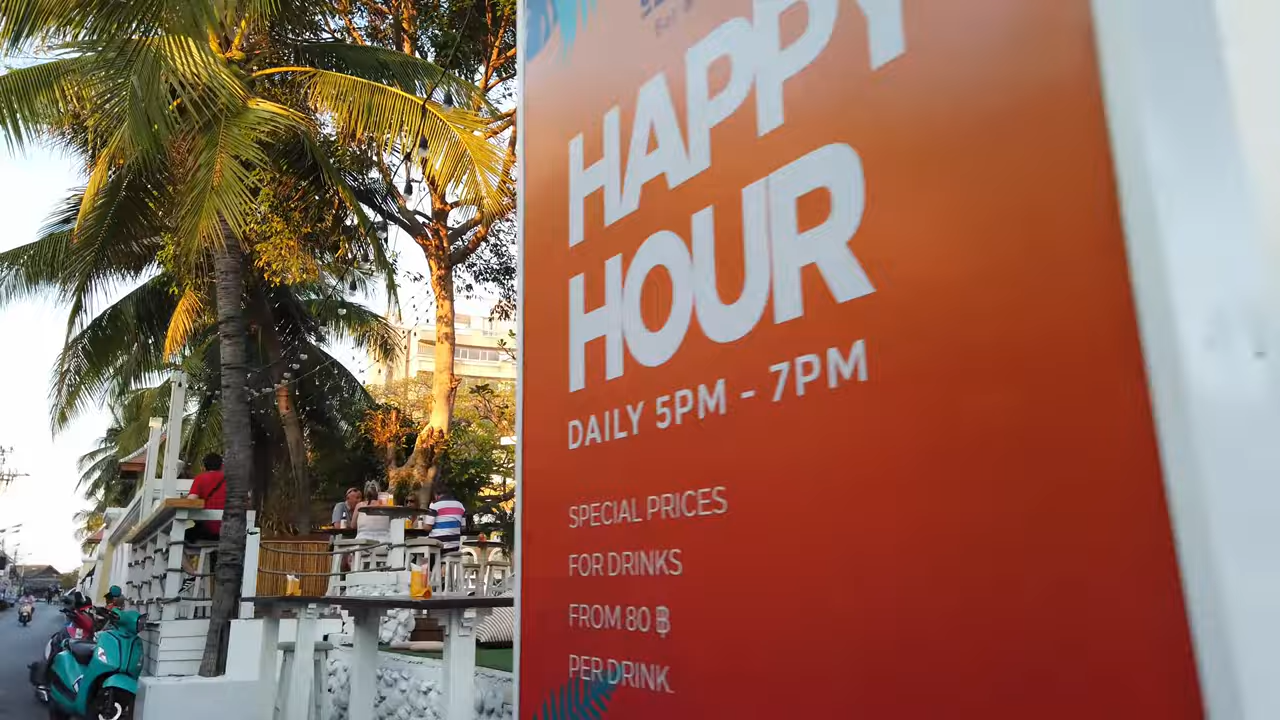 HAPPY
HOUR
DAILY 5PM - 7PM
SPECIAL PRICES
FOR DRINKS
FROM 80 ฿
PER DRINK